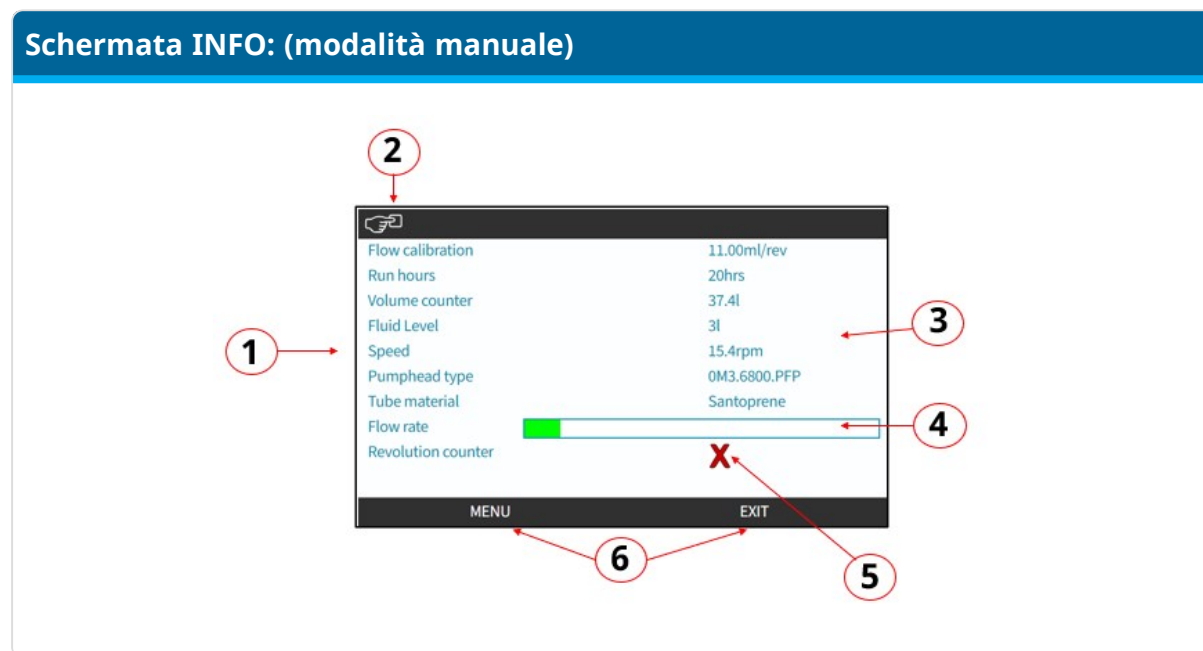 Schermata INFO: (modalità manuale)
2
Flow calibration 11.00ml/rev
Run hours 20hrs
Volume counter 37.4l
Fluid Level 3l
3
1
Speed 15.4rpm
Pumphead type 0M3.6800.PFP
Tube material Santoprene
Flow rate
4
Revolution counter X
MENU EXIT
6
5